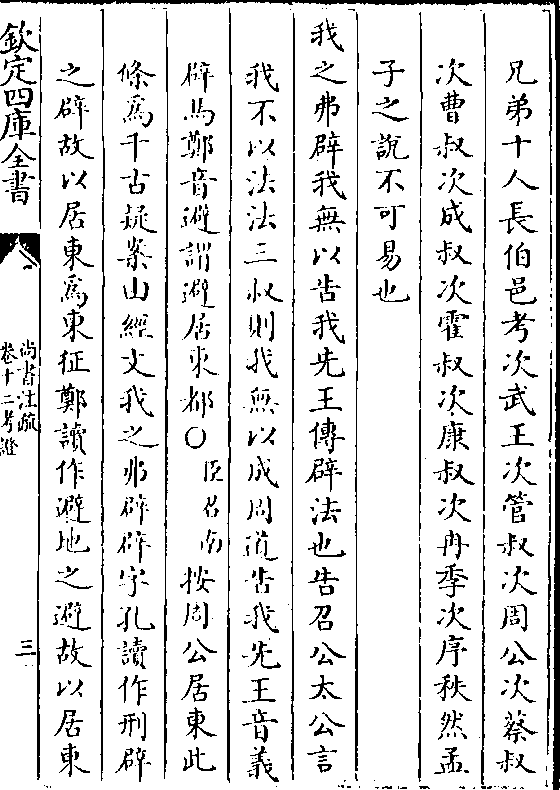 兄弟十人長伯邑考次武王次管叔次周公次蔡叔
次曹叔次成叔次霍叔次康叔次冉季次序秩然孟
子之說不可易也
我之弗辟我無以告我先王傳辟法也告召公太公言
我不以法法三叔則我無以成周道告我先王音義
辟馬鄭音避謂避居東都○臣召南按周公居東此
條爲千古疑案山經文我之弗辟辟字孔讀作刑辟
之辟故以居東爲東征鄭讀作避地之避故以居東
欽定四庫全書
尚書注疏
卷十二考證
三